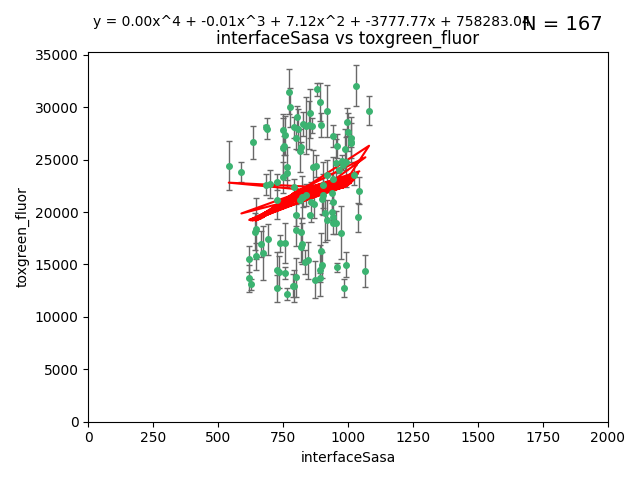 y = 0.00x^4 + -0.01x^3 + 7.12x^2 + -3777.77x + 758283.04
N = 167
interfaceSasa vs toxgreen_fluor
35000
30000
25000
20000
15000
10000
5000
0
toxgreen_fluor
0 250 500 750 1000 1250 1500 1750 2000
interfaceSasa